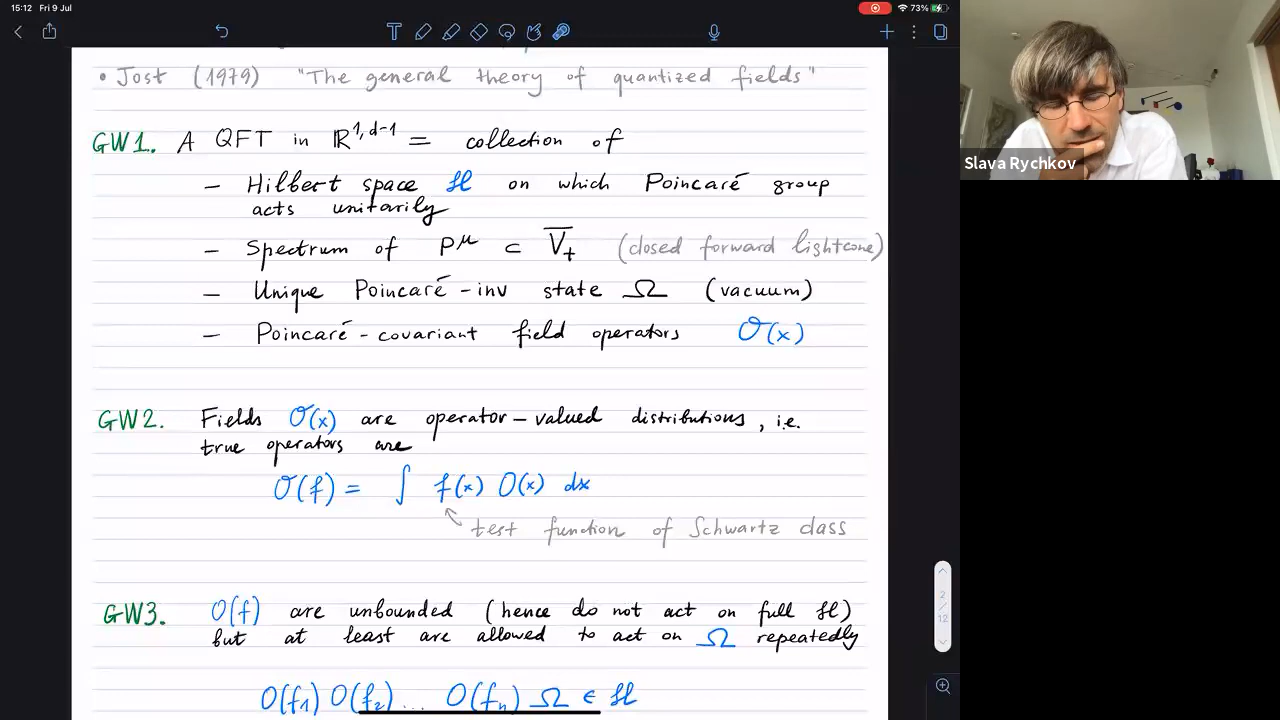 15:12 Fri 9 Jul
73%
• Jost (1979) "The general theory of quantized fields"
GW1. A QFT in ℝ^{1,d-1} = collection of
– Hilbert space ℋ on which Poincaré group
acts unitarily
– Spectrum of P^μ ⊂ V̅₊ (closed forward lightcone)
– Unique Poincaré-inv state Ω (vacuum)
– Poincaré-covariant field operators O(x)
GW2. Fields O(x) are operator-valued distributions, i.e.
true operators are
O(f) = ∫ f(x) O(x) dx
test function of Schwartz class
GW3. O(f) are unbounded (hence do not act on full ℋ)
but at least are allowed to act on Ω repeatedly
O(f₁) O(f₂) ... O(fₙ) Ω ∈ ℋ
Slava Rychkov
2
/
12